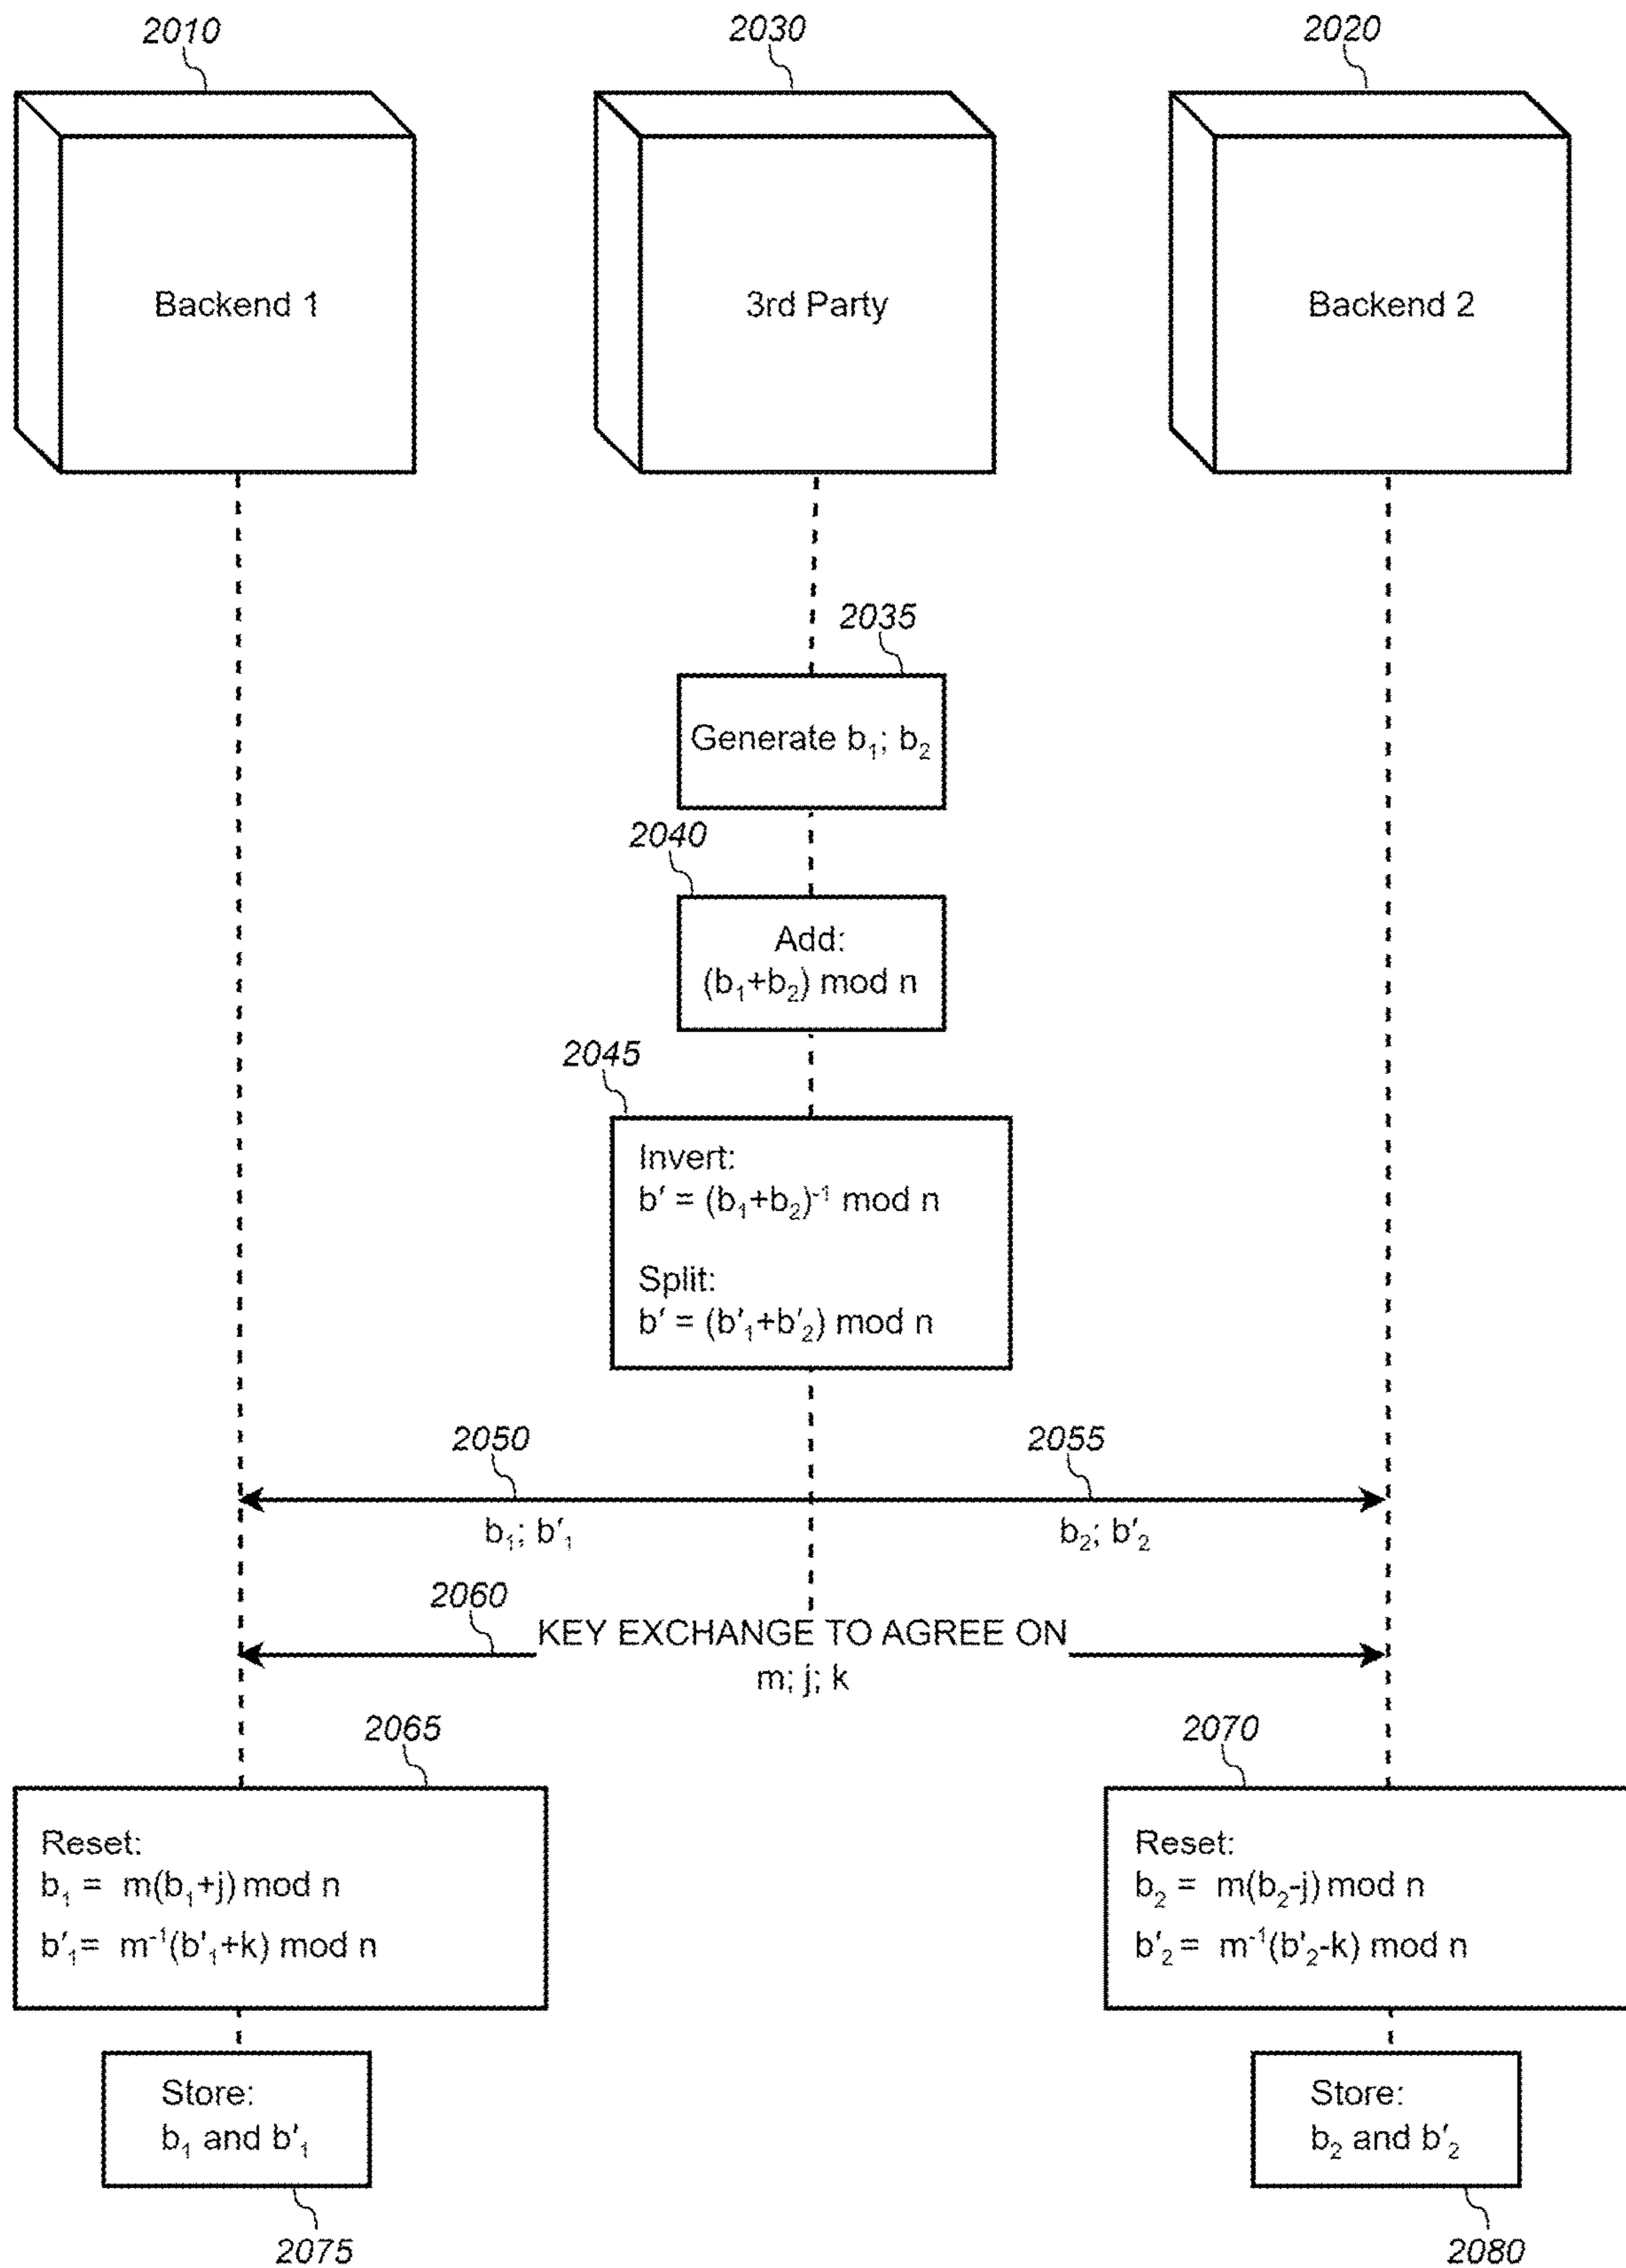 2010
2030
2020
Backend 1
3rd Party
Backend 2
2035
Generate b₁; b₂
2040
Add:
(b₁+b₂) mod n
2045
Invert:
b′ = (b₁+b₂)⁻¹ mod n
Split:
b′ = (b′₁+b′₂) mod n
2050
2055
b₁; b′₁
b₂; b′₂
2060
KEY EXCHANGE TO AGREE ON
m; j; k
2065
2070
Reset:
b₁ = m(b₁+j) mod n
b′₁= m⁻¹(b′₁+k) mod n
Reset:
b₂ = m(b₂-j) mod n
b′₂ = m⁻¹(b′₂-k) mod n
Store:
b₁ and b′₁
Store:
b₂ and b′₂
2075
2080